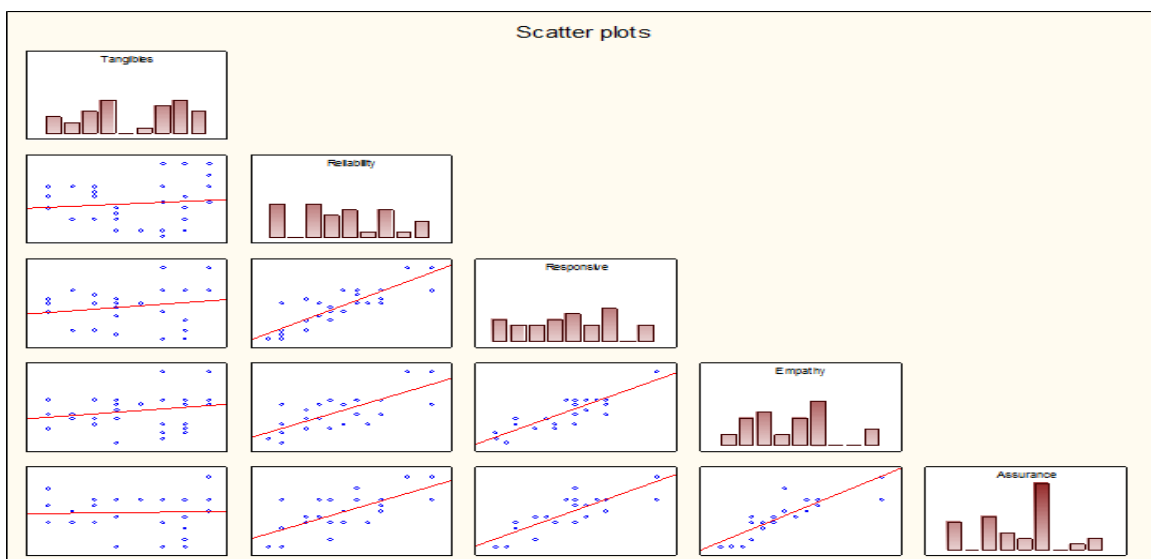 Scatter plots
Tangibles
Reliability
Responsive
Empathy
Assurance